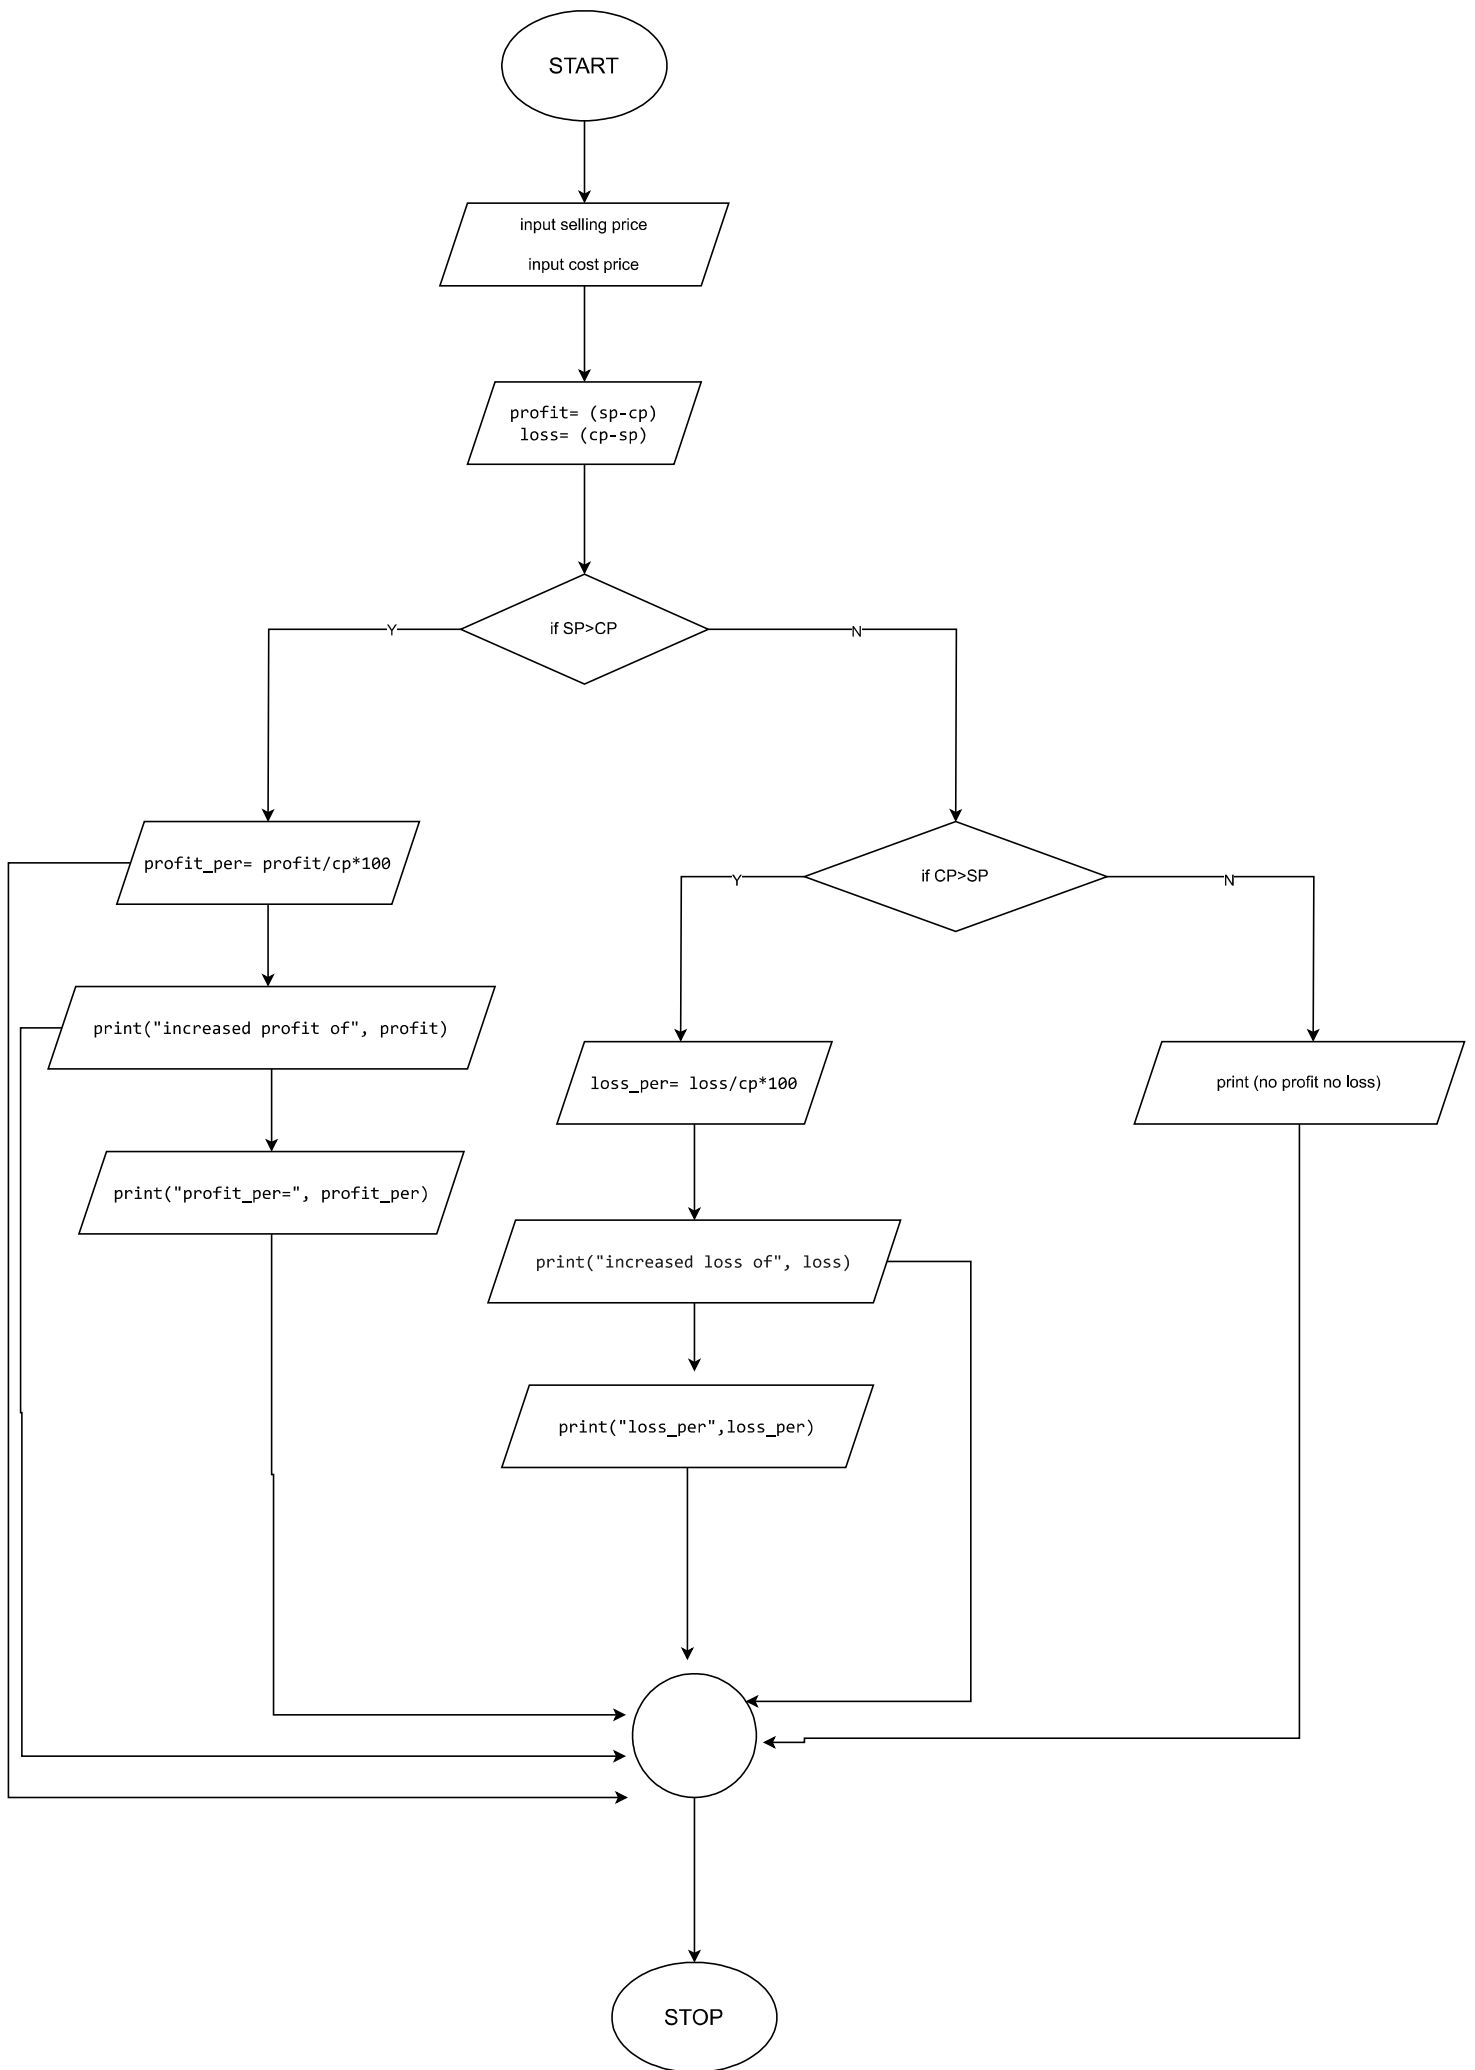 START
input selling price
input cost price
profit= (sp-cp)
loss= (cp-sp)
if SP>CP
Y
N
profit_per= profit/cp*100
if CP>SP
Y
N
print("increased profit of", profit)
loss_per= loss/cp*100
print (no profit no loss)
print("profit_per=", profit_per)
print("increased loss of", loss)
print("loss_per",loss_per)
STOP